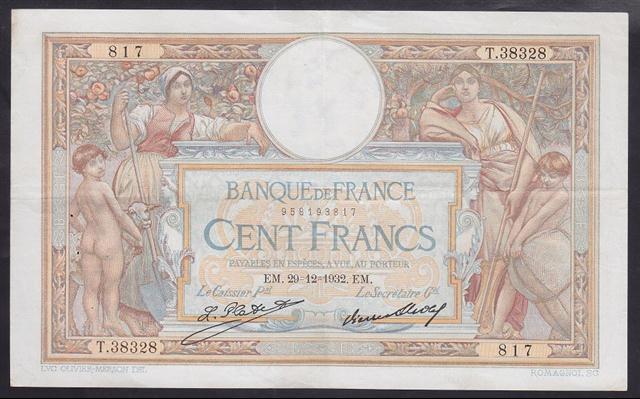 817 T.38328
BANQUE DE FRANCE
958193817
CENT FRANCS
PAYABLES EN ESPÈCES, A VUE, AU PORTEUR
EM. 29=12=1932. EM.
Le Caissier Pal Le Secrétaire Gal
T.38328 817
LUC OLIVIER-MERSON DEL. ROMAGNOL SC.